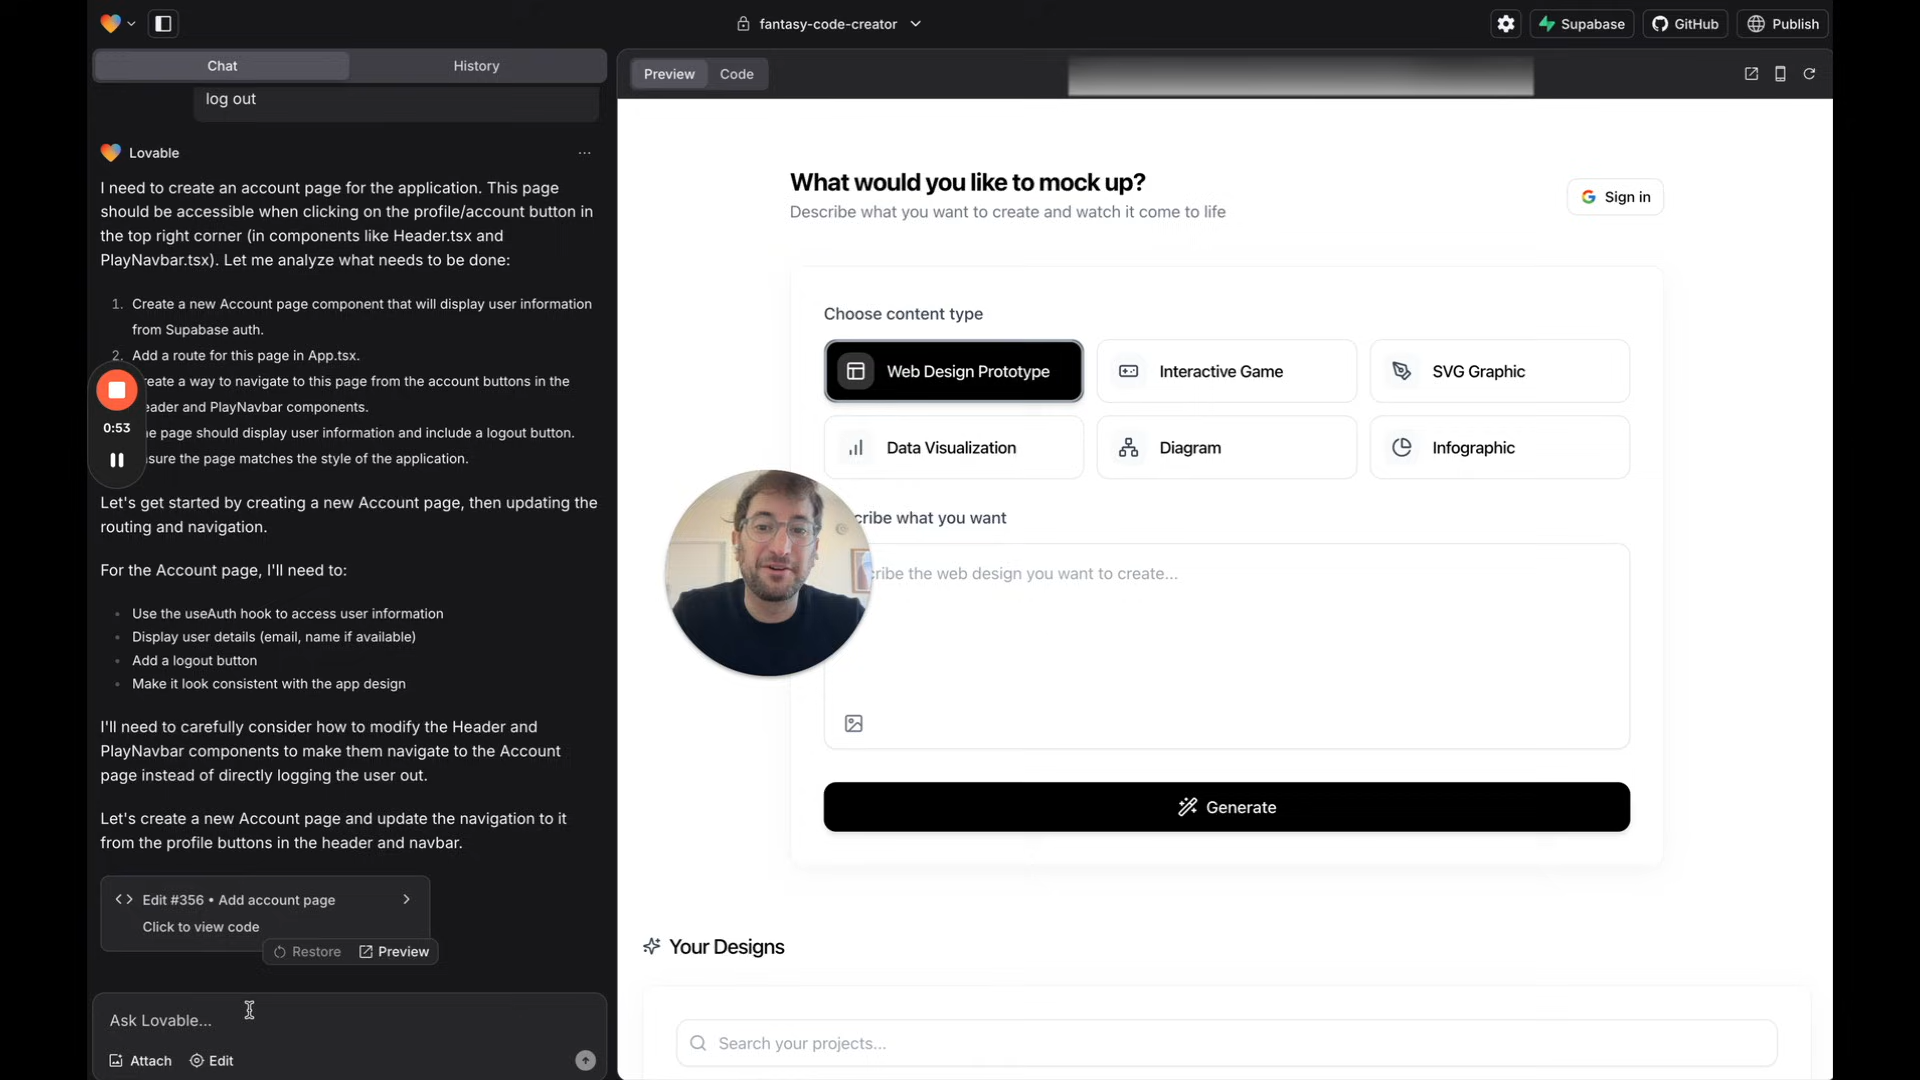 fantasy-code-creator
Supabase
GitHub
Publish
Chat
History
Preview
Code
log out
Lovable
I need to create an account page for the application. This page
should be accessible when clicking on the profile/account button in
the top right corner (in components like Header.tsx and
PlayNavbar.tsx). Let me analyze what needs to be done:
1. Create a new Account page component that will display user information
from Supabase auth.
2. Add a route for this page in App.tsx.
reate a way to navigate to this page from the account buttons in the
eader and PlayNavbar components.
e page should display user information and include a logout button.
sure the page matches the style of the application.
0:53
Let's get started by creating a new Account page, then updating the
routing and navigation.
For the Account page, I'll need to:
• Use the useAuth hook to access user information
• Display user details (email, name if available)
• Add a logout button
• Make it look consistent with the app design
I'll need to carefully consider how to modify the Header and
PlayNavbar components to make them navigate to the Account
page instead of directly logging the user out.
Let's create a new Account page and update the navigation to it
from the profile buttons in the header and navbar.
Edit #356 • Add account page
Click to view code
Restore
Preview
Ask Lovable...
Attach
Edit
What would you like to mock up?
Describe what you want to create and watch it come to life
Sign in
Choose content type
Web Design Prototype
Interactive Game
SVG Graphic
Data Visualization
Diagram
Infographic
cribe what you want
cribe the web design you want to create...
Generate
Your Designs
Search your projects...